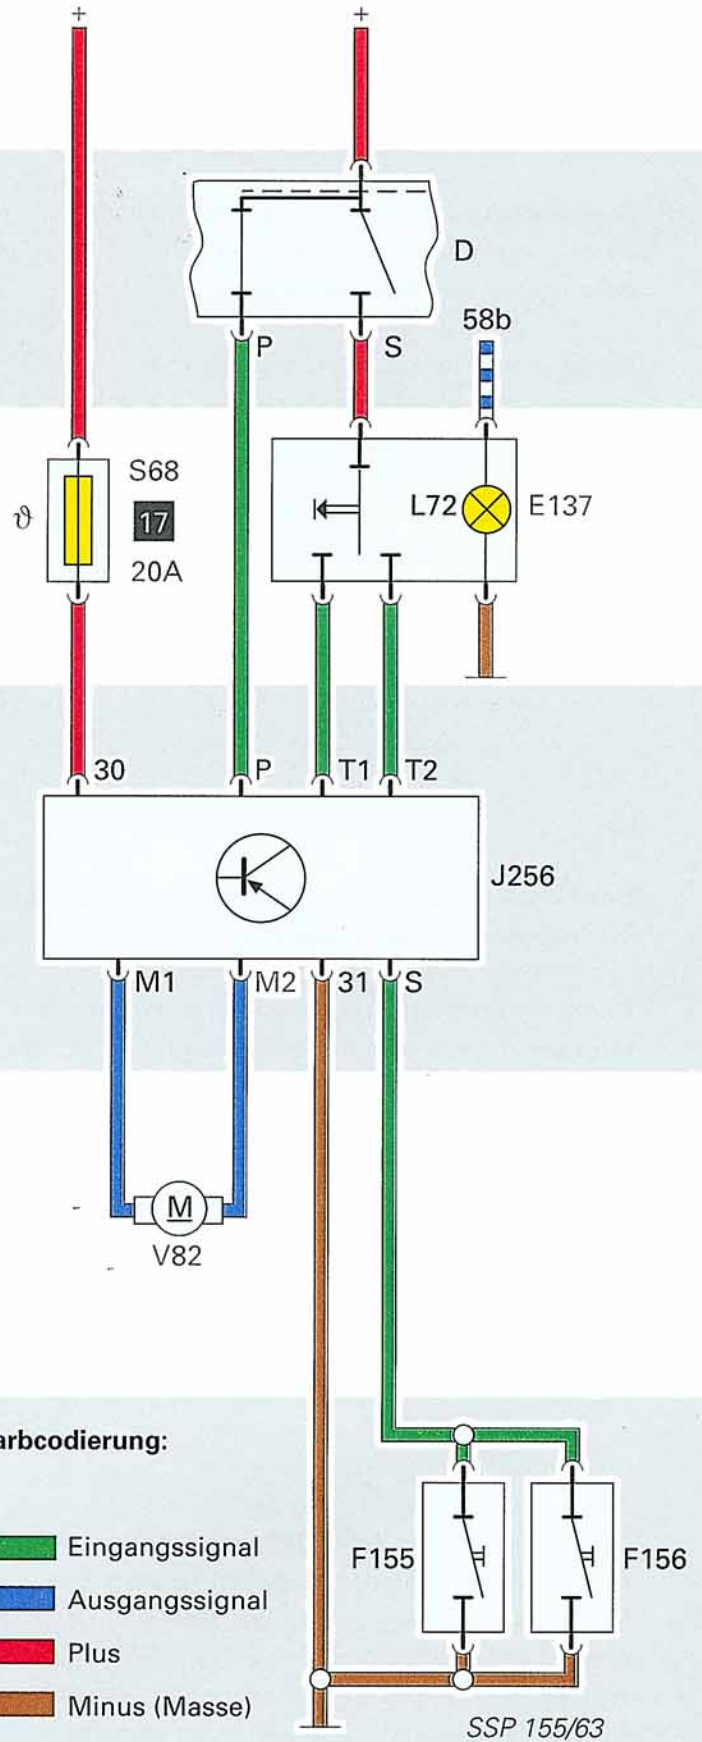 + +
D
P S 58b
S68
ϑ 17 L72 E137
20A
30 P T1 T2
J256
M1 M2 31 S
M
V82
arbcodierung:
Eingangssignal
Ausgangssignal
Plus
Minus (Masse)
F155 F156
SSP 155/63